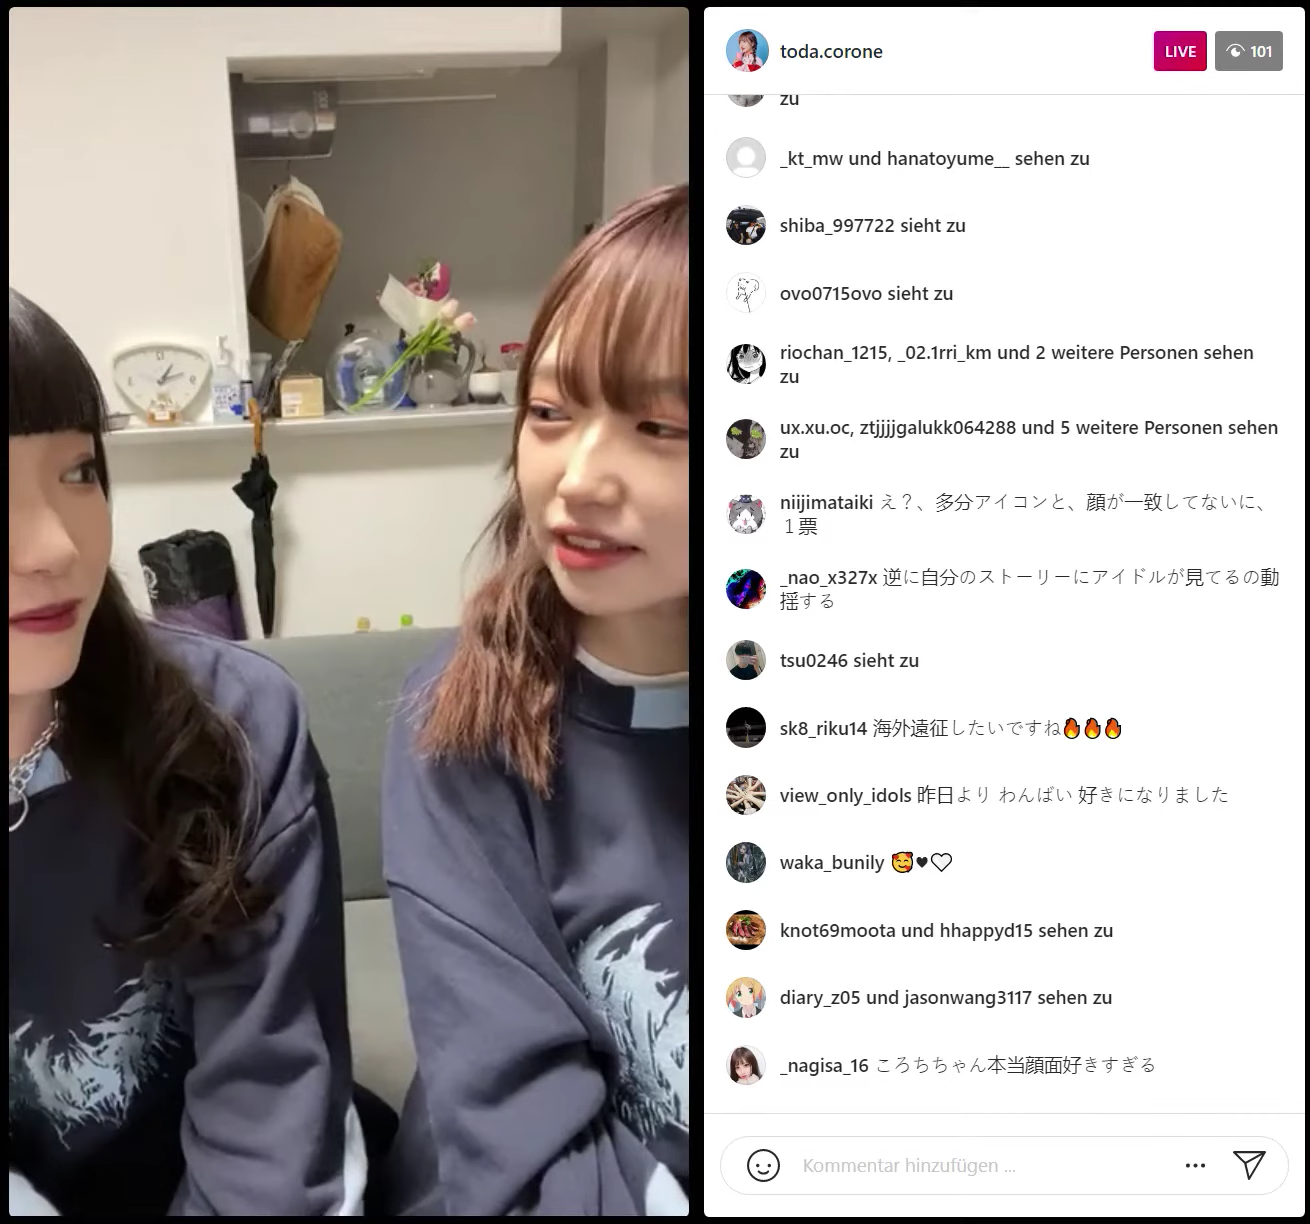 toda.corone
LIVE
101
zu
_kt_mw und hanatoyume__ sehen zu
shiba_997722 sieht zu
ovo0715ovo sieht zu
riochan_1215, _02.1rri_km und 2 weitere Personen sehen
zu
ux.xu.oc, ztjjjjgalukk064288 und 5 weitere Personen sehen
zu
niijimataiki え？、多分アイコンと、顔が一致してないに、
１票
_nao_x327x 逆に自分のストーリーにアイドルが見てるの動
揺する
tsu0246 sieht zu
sk8_riku14 海外遠征したいですね🔥🔥🔥
view_only_idols 昨日より わんばい 好きになりました
waka_bunily 🥰♥♡
knot69moota und hhappyd15 sehen zu
diary_z05 und jasonwang3117 sehen zu
_nagisa_16 ころちちゃん本当顔面好きすぎる
Kommentar hinzufügen ...